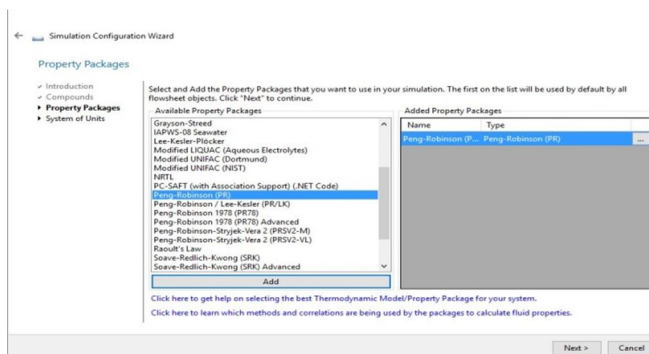 Simulation Configuration Wizard
Property Packages
Introduction
Compounds
Property Packages
System of Units
Select and Add the Property Packages that you want to use in your simulation. The first on the list will be used by default by all
flowsheet objects. Click "Next" to continue.
Available Property Packages
Grayson-Streed
IAPWS-08 Seawater
Lee-Kesler-Plöcker
Modified LIQUAC (Aqueous Electrolytes)
Modified UNIFAC (Dortmund)
Modified UNIFAC (NIST)
NRTL
PC-SAFT (with Association Support) (.NET Code)
Peng-Robinson (PR)
Peng-Robinson / Lee-Kesler (PR/LK)
Peng-Robinson 1978 (PR78)
Peng-Robinson 1978 (PR78) Advanced
Peng-Robinson-Stryjek-Vera 2 (PRSV2-M)
Peng-Robinson-Stryjek-Vera 2 (PRSV2-VL)
Raoult's Law
Soave-Redlich-Kwong (SRK)
Soave-Redlich-Kwong (SRK) Advanced
Add
Added Property Packages
Name Type
Peng-Robinson (P... Peng-Robinson (PR) ...
Click here to get help on selecting the best Thermodynamic Model/Property Package for your system.
Click here to learn which methods and correlations are being used by the packages to calculate fluid properties.
Next > Cancel